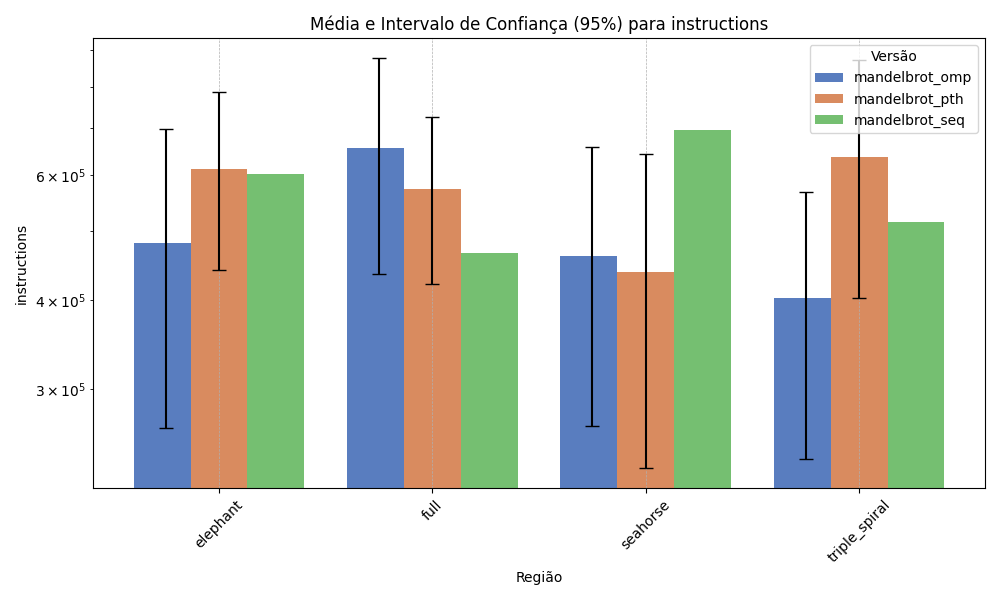 Média e Intervalo de Confiança (95%) para instructions
Versão
mandelbrot_omp
mandelbrot_pth
mandelbrot_seq
instructions
6 × 10⁵
4 × 10⁵
3 × 10⁵
elephant
full
seahorse
triple_spiral
Região